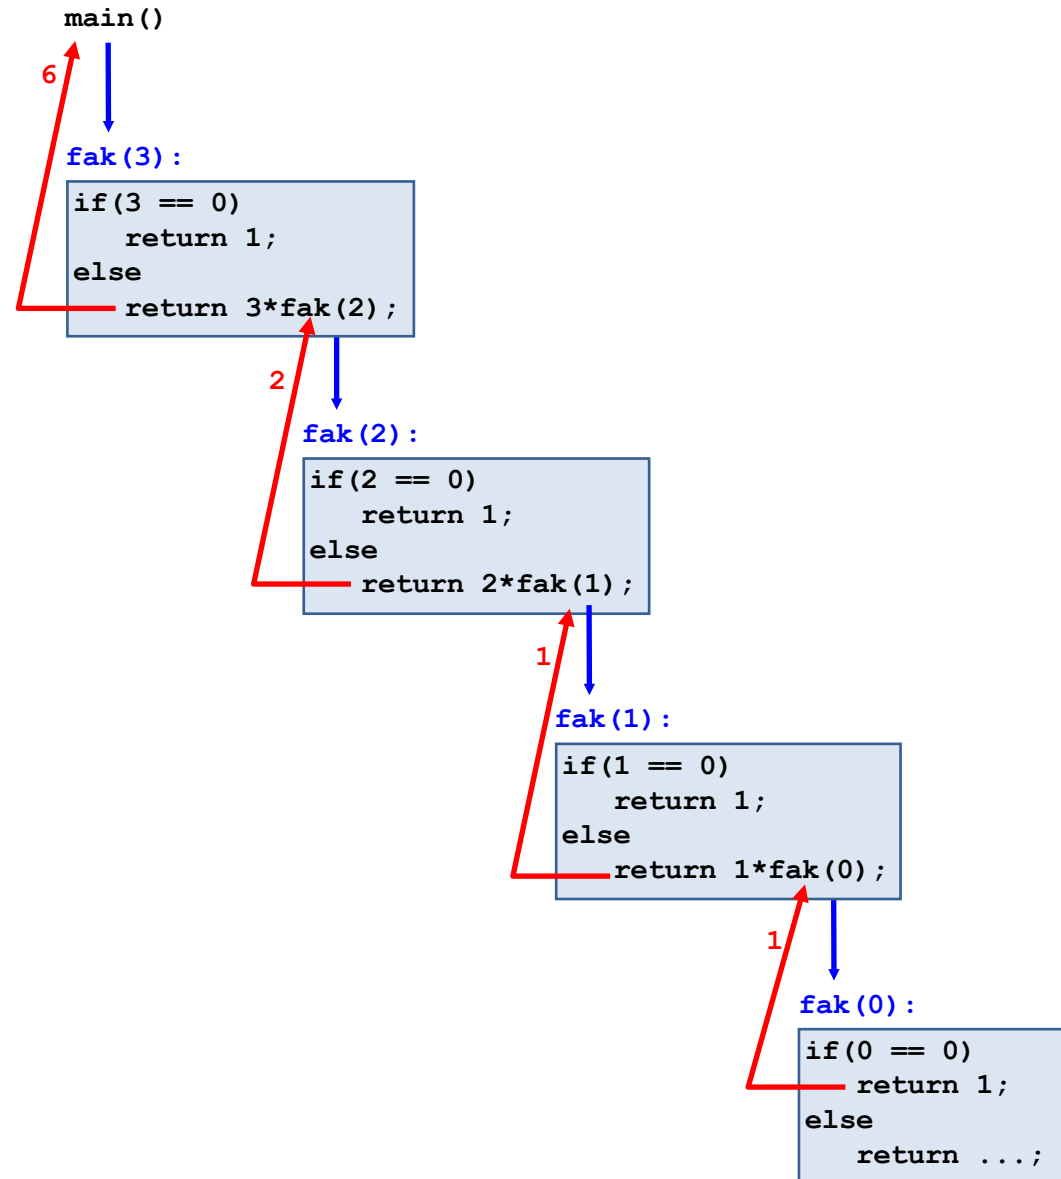 main()
6
fak(3):
if(3 == 0)
return 1;
else
return 3*fak(2);
2
fak(2):
if(2 == 0)
return 1;
else
return 2*fak(1);
1
fak(1):
if(1 == 0)
return 1;
else
return 1*fak(0);
1
fak(0):
if(0 == 0)
return 1;
else
return ...;